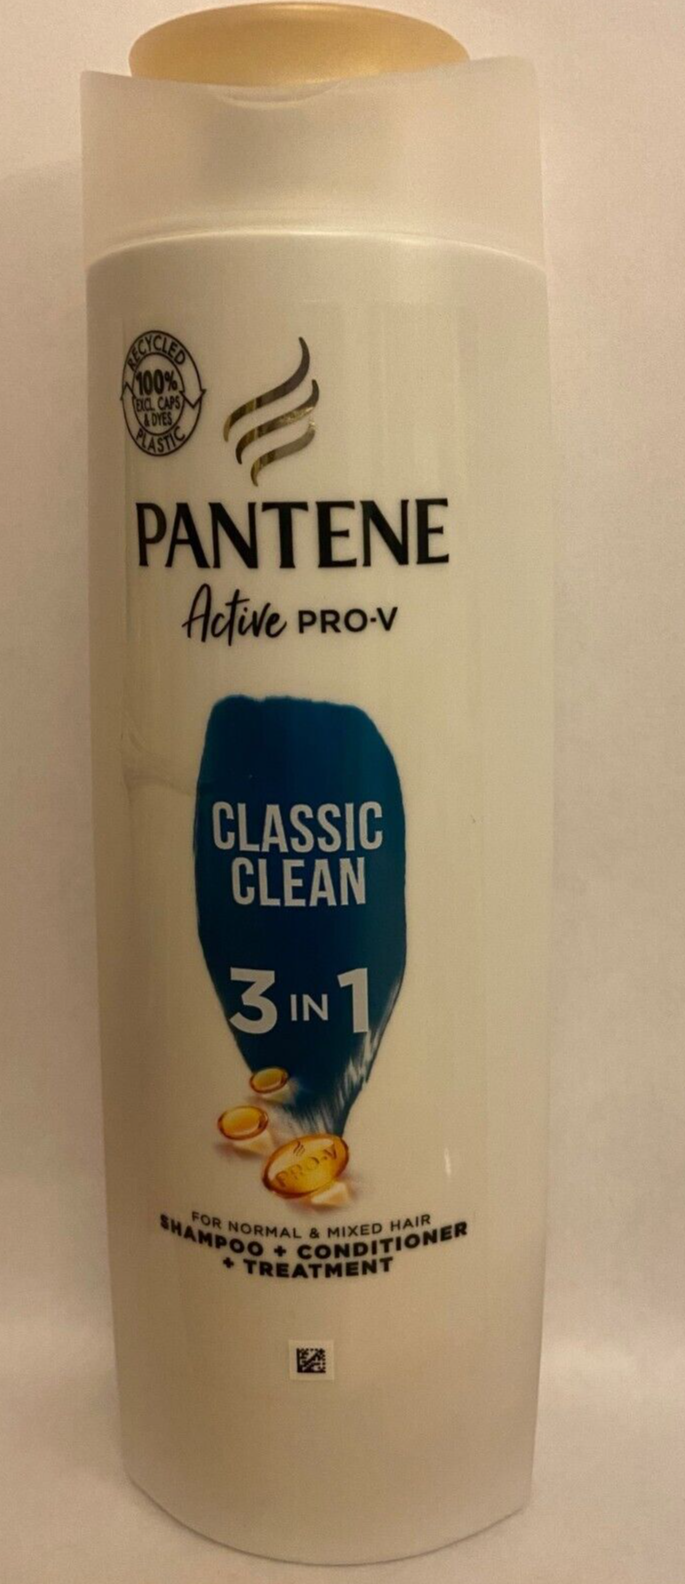 RECYCLED
100%
EXCL. CAPS
& DYES
PLASTIC
PANTENE
Active PRO-V
CLASSIC
CLEAN
3 IN 1
PRO-V
FOR NORMAL & MIXED HAIR
SHAMPOO + CONDITIONER
+ TREATMENT